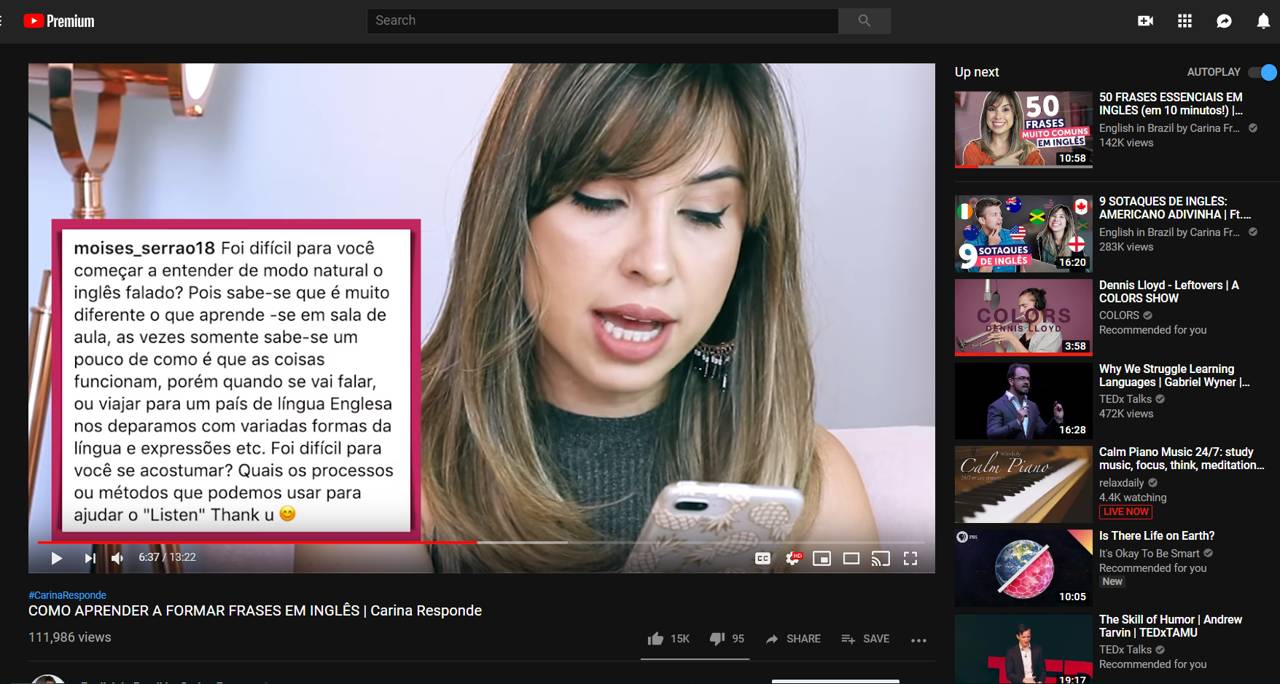 Premium
Search
moises_serrao18 Foi difícil para você
começar a entender de modo natural o
inglês falado? Pois sabe-se que é muito
diferente o que aprende -se em sala de
aula, as vezes somente sabe-se um
pouco de como é que as coisas
funcionam, porém quando se vai falar,
ou viajar para um país de língua Englesa
nos deparamos com variadas formas da
língua e expressões etc. Foi difícil para
você se acostumar? Quais os processos
ou métodos que podemos usar para
ajudar o "Listen" Thank u 😊
6:37 / 13:22
CC
HD
#CarinaResponde
COMO APRENDER A FORMAR FRASES EM INGLÊS | Carina Responde
111,986 views
15K
95
SHARE
SAVE
Up next
AUTOPLAY
50
FRASES
MUITO COMUNS
EM INGLÊS
10:58
50 FRASES ESSENCIAIS EM
INGLÊS (em 10 minutos!) |...
English in Brazil by Carina Fr...
142K views
9 SOTAQUES
DE INGLÊS
16:20
9 SOTAQUES DE INGLÊS:
AMERICANO ADIVINHA | Ft....
English in Brazil by Carina Fr...
283K views
COLORS
DENNIS LLOYD
3:58
Dennis Lloyd - Leftovers | A
COLORS SHOW
COLORS
Recommended for you
16:28
Why We Struggle Learning
Languages | Gabriel Wyner |...
TEDx Talks
472K views
Calm Piano
Calm Piano Music 24/7: study
music, focus, think, meditation...
relaxdaily
4.4K watching
LIVE NOW
PBS
10:05
Is There Life on Earth?
It's Okay To Be Smart
Recommended for you
New
19:17
The Skill of Humor | Andrew
Tarvin | TEDxTAMU
TEDx Talks
Recommended for you